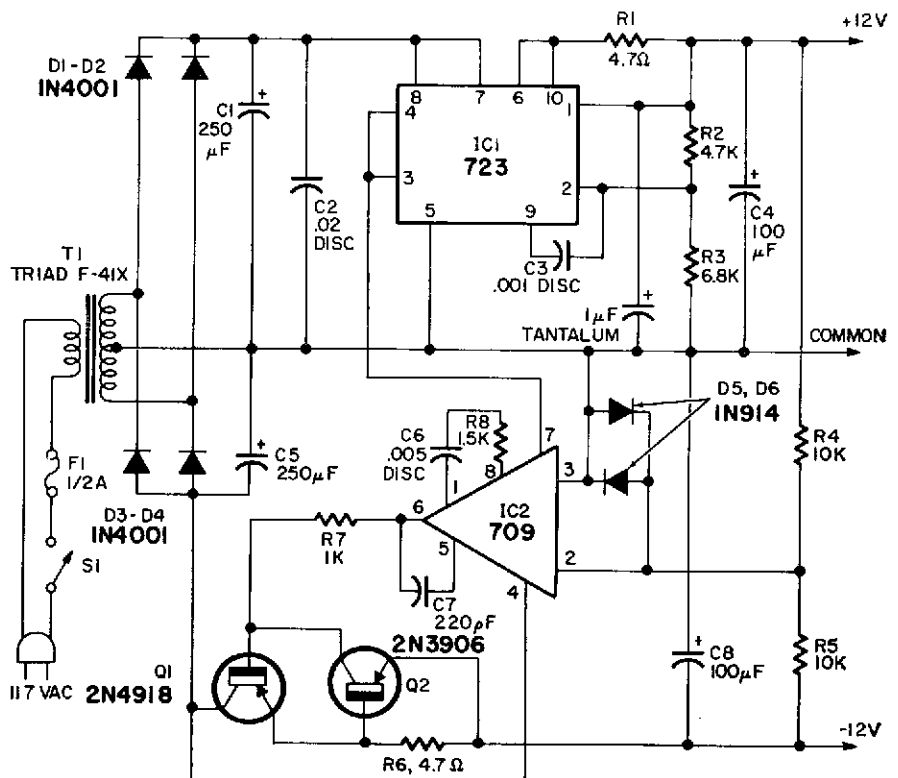 R1
4.7Ω
+12V
D1-D2
1N4001
C1
250
μF
+
C2
.02
DISC
8
7
6
10
4
1
IC1
723
3
2
5
9
C3
.001 DISC
R2
4.7K
R3
6.8K
+
C4
100
μF
+
1μF
TANTALUM
T1
TRIAD F-41X
COMMON
D5, D6
1N914
F1
1/2A
S1
117 VAC
D3-D4
1N4001
+
C5
250μF
C6
.005
DISC
R8
1.5K
7
8
1
3
IC2
709
6
5
2
4
R7
1K
C7
220pF
R4
10K
R5
10K
+
C8
100μF
Q1
2N4918
2N3906
Q2
R6, 4.7Ω
-12V